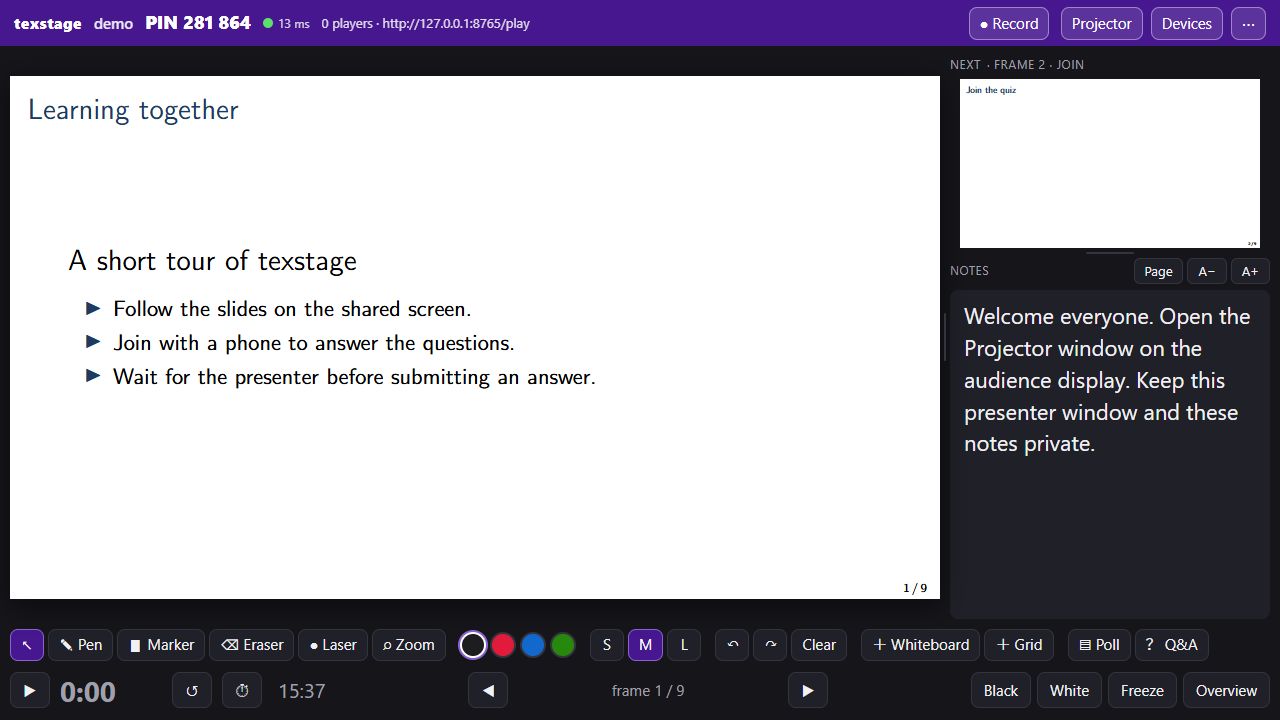 texstage demo PIN 281 864 13 ms 0 players · http://127.0.0.1:8765/play ● Record Projector Devices ...
NEXT · FRAME 2 · JOIN
Join the quiz
2/9
Learning together
A short tour of texstage
► Follow the slides on the shared screen.
► Join with a phone to answer the questions.
► Wait for the presenter before submitting an answer.
1 / 9
NOTES Page A− A+
Welcome everyone. Open the
Projector window on the
audience display. Keep this
presenter window and these
notes private.
Pen Marker Eraser Laser Zoom S M L Clear + Whiteboard + Grid Poll ? Q&A
0:00 15:37 frame 1 / 9 Black White Freeze Overview